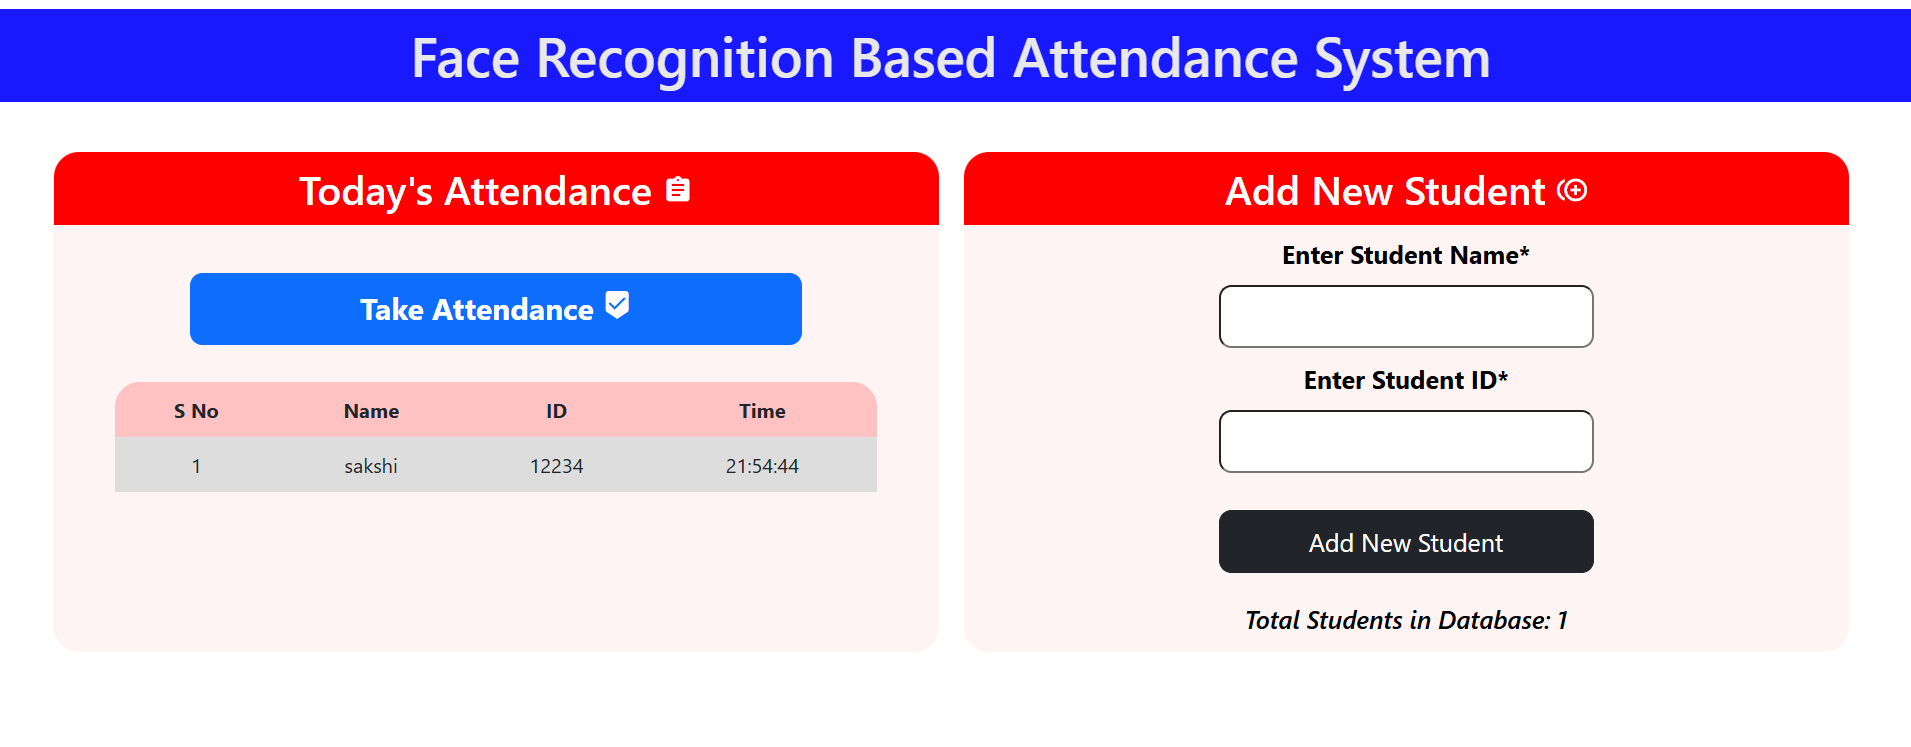 Face Recognition Based Attendance System
Today's Attendance
Take Attendance
S No Name ID Time
1 sakshi 12234 21:54:44
Add New Student
Enter Student Name*
Enter Student ID*
Add New Student
Total Students in Database: 1